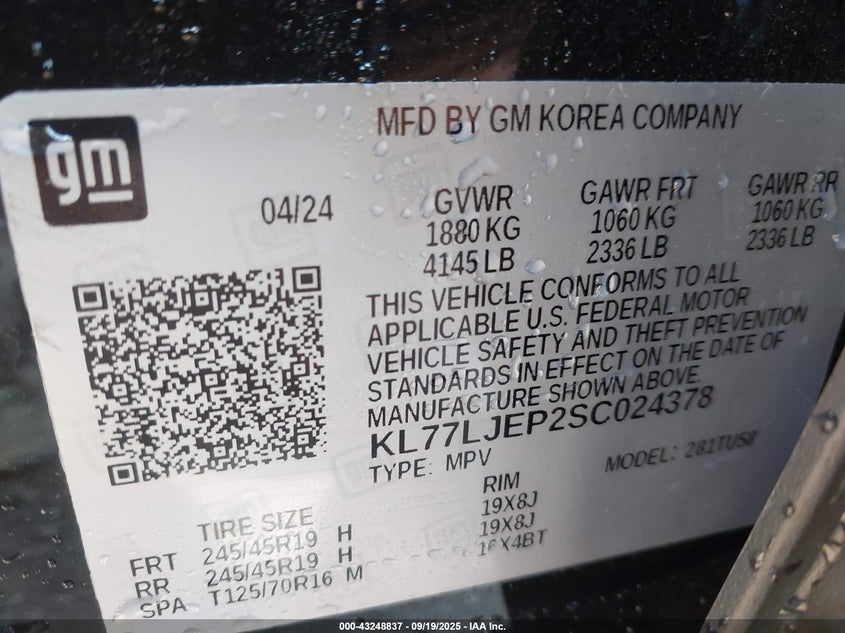 MFD BY GM KOREA COMPANY
gm
04/24
GVWR GAWR FRT GAWR RR
1880 KG 1060 KG 1060 KG
4145 LB 2336 LB 2336 LB
THIS VEHICLE CONFORMS TO ALL
APPLICABLE U.S. FEDERAL MOTOR
VEHICLE SAFETY AND THEFT PREVENTION
STANDARDS IN EFFECT ON THE DATE OF
MANUFACTURE SHOWN ABOVE.
KL77LJEP2SC024378
TYPE: MPV MODEL: 281TU58
TIRE SIZE RIM
FRT 245/45R19 H 19X8J
RR 245/45R19 H 19X8J
SPA T125/70R16 M 16X4BT
000-43248837 - 09/19/2025 - IAA Inc.